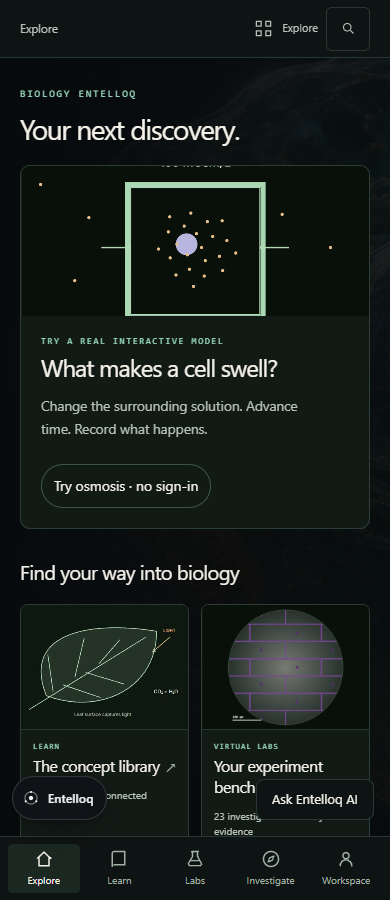 Explore
Explore
BIOLOGY ENTELLOQ
Your next discovery.
TRY A REAL INTERACTIVE MODEL
What makes a cell swell?
Change the surrounding solution. Advance
time. Record what happens.
Try osmosis · no sign-in
Find your way into biology
LIGHT
CO₂ + H₂O
Leaf surface captures light
LEARN
The concept library ↗
onnected
VIRTUAL LABS
Your experiment
bench
23 investig
evidence
Entelloq
Ask Entelloq AI
Explore
Learn
Labs
Investigate
Workspace